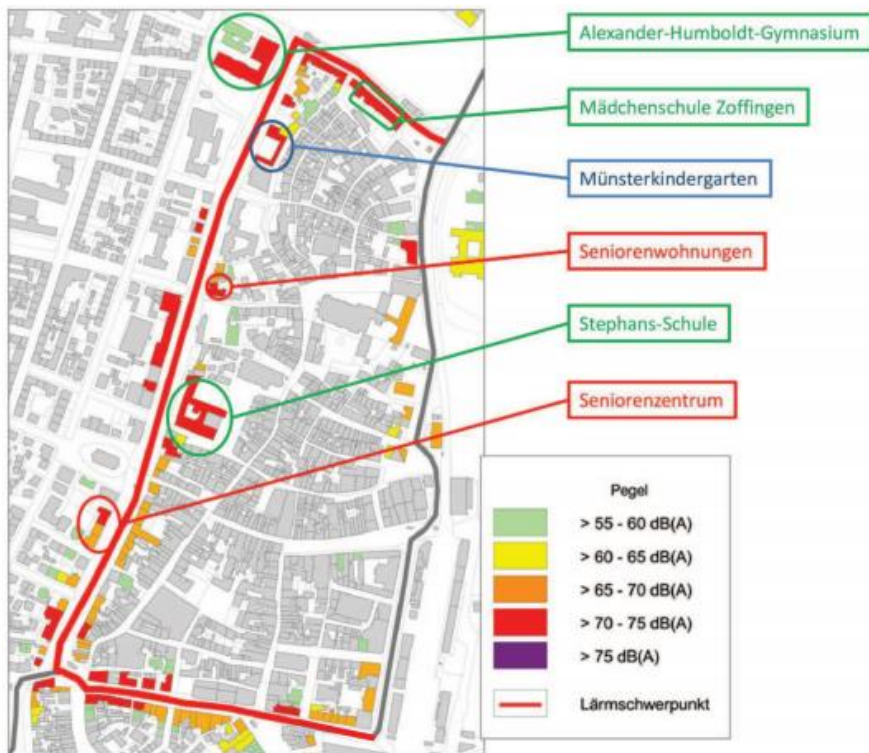 Alexander-Humboldt-Gymnasium
Mädchenschule Zoffingen
Münsterkindergarten
Seniorenwohnungen
Stephans-Schule
Seniorenzentrum
Pegel
> 55 - 60 dB(A)
> 60 - 65 dB(A)
> 65 - 70 dB(A)
> 70 - 75 dB(A)
> 75 dB(A)
Lärmschwerpunkt